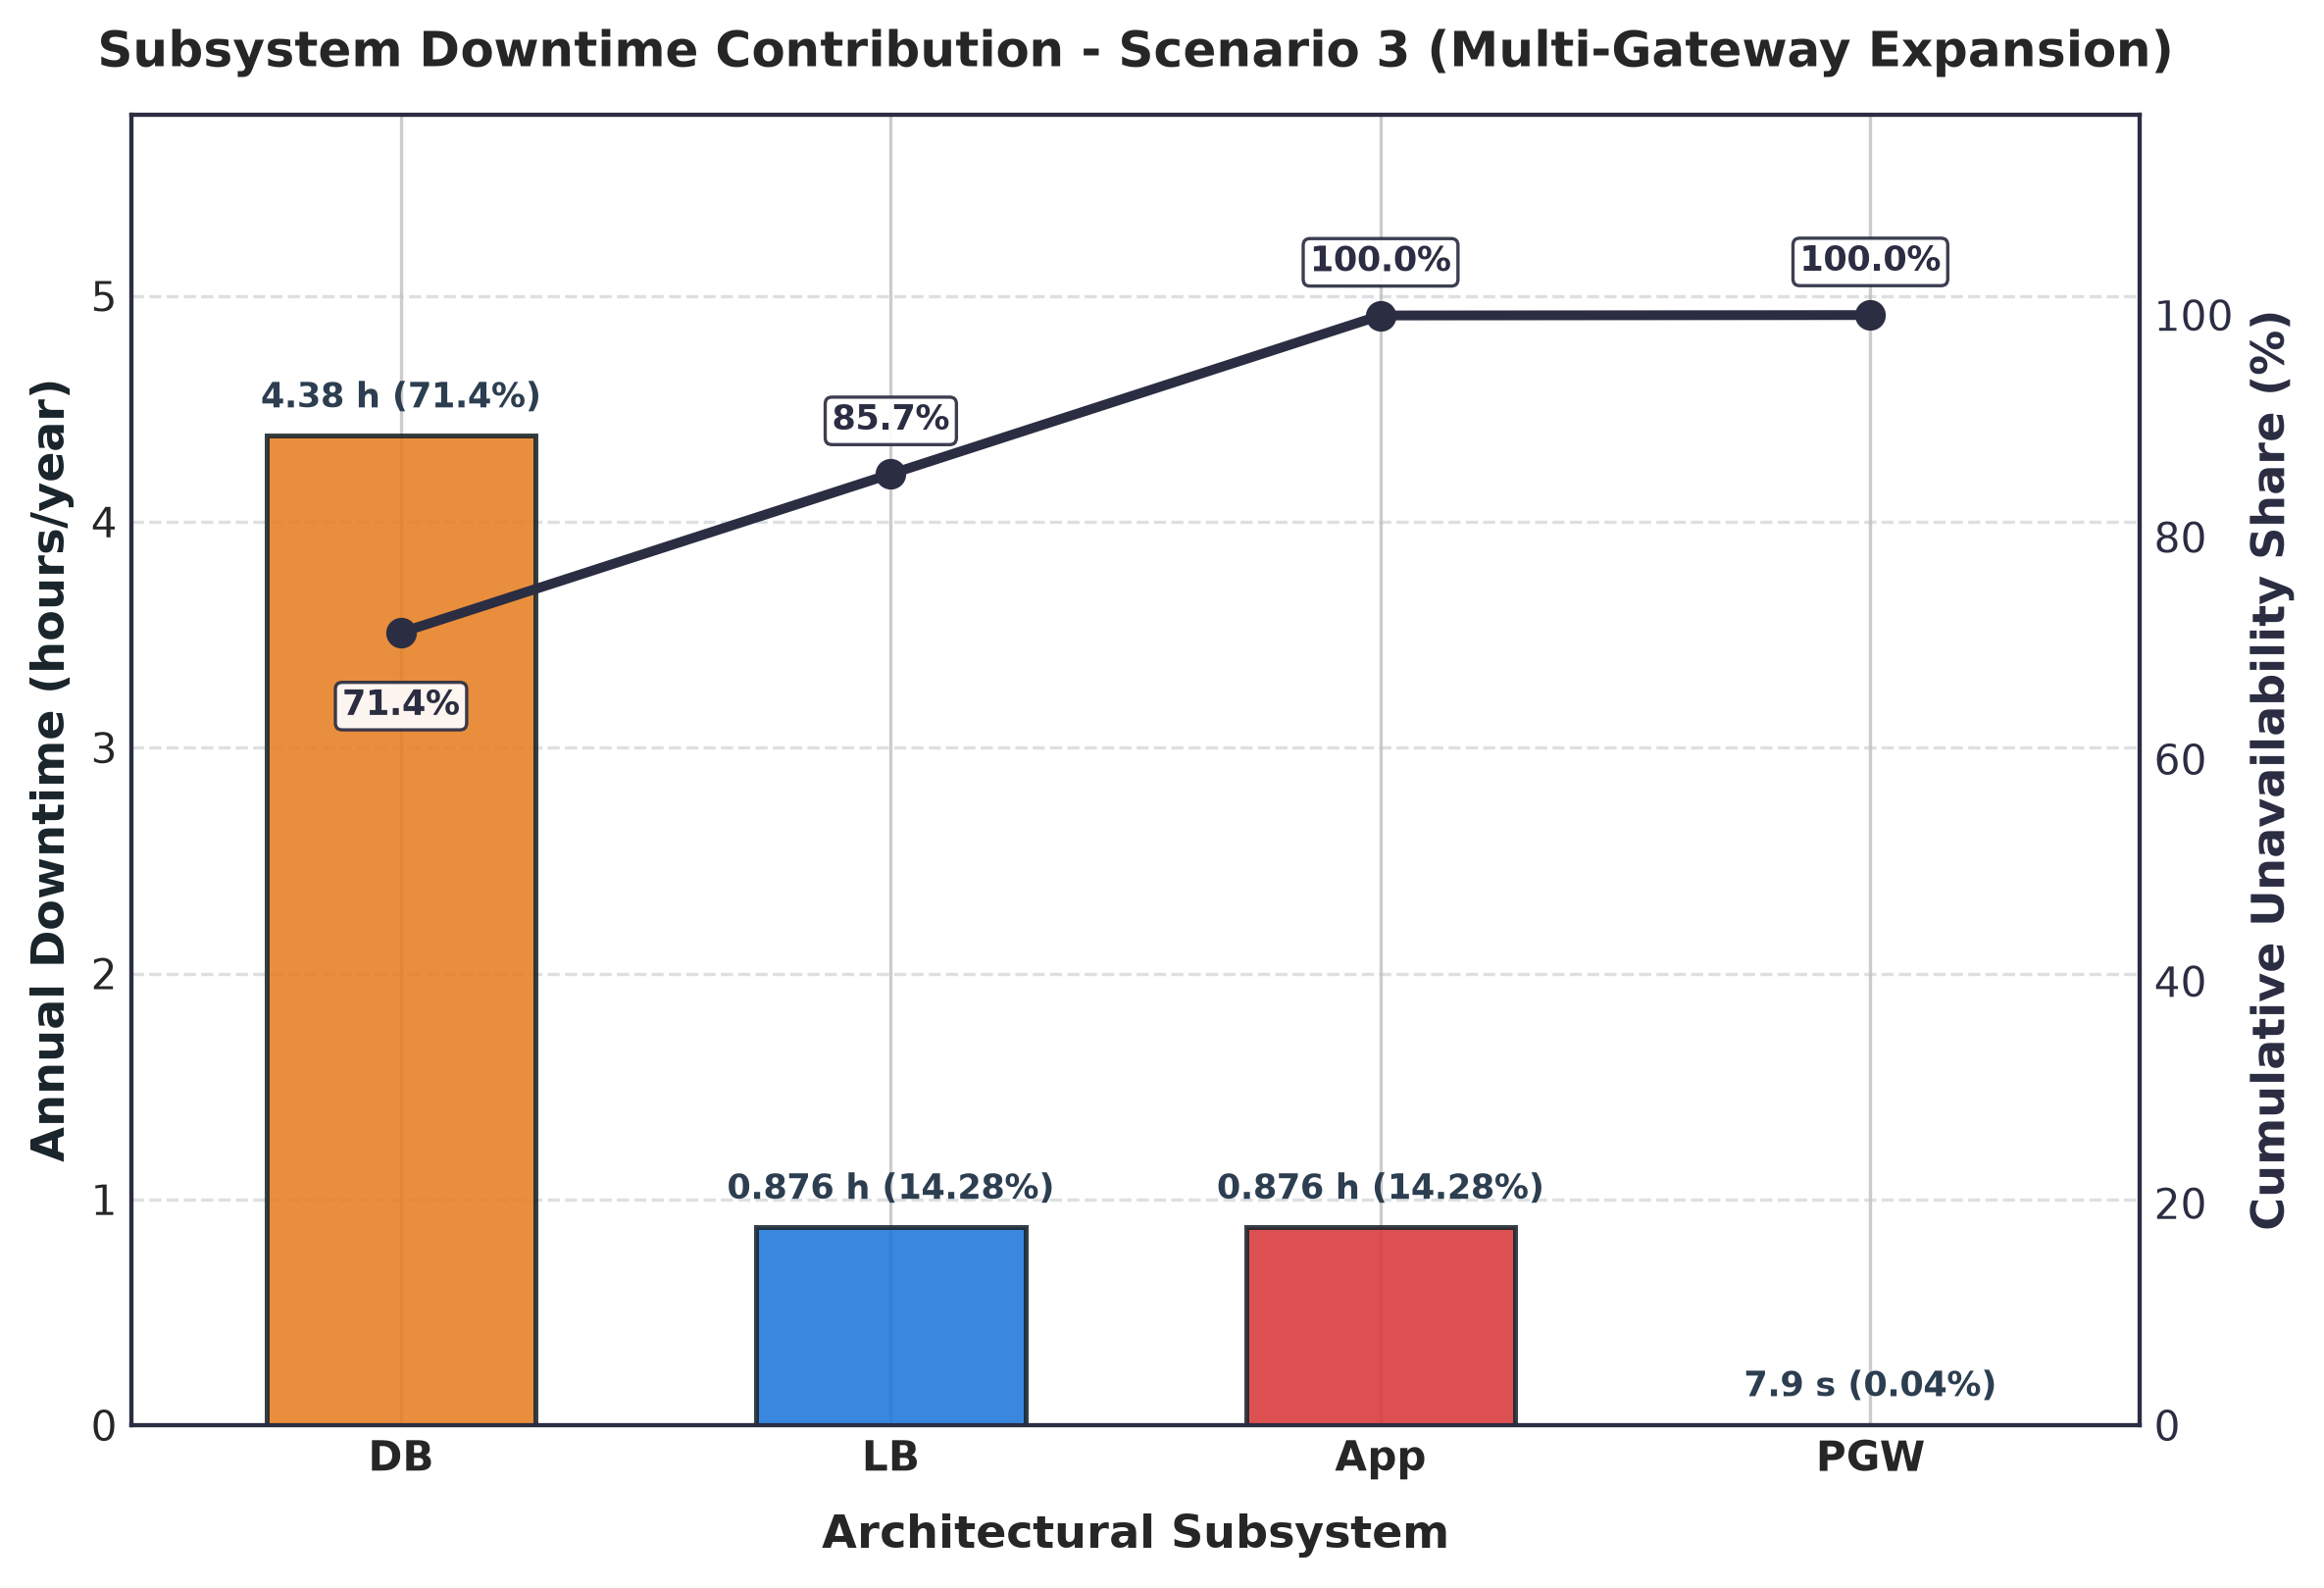 Subsystem Downtime Contribution - Scenario 3 (Multi-Gateway Expansion)
Annual Downtime (hours/year)
5
4
3
2
1
0
4.38 h (71.4%)
71.4%
85.7%
100.0%
100.0%
0.876 h (14.28%)
0.876 h (14.28%)
7.9 s (0.04%)
100
80
60
40
20
0
Cumulative Unavailability Share (%)
DB
LB
App
PGW
Architectural Subsystem